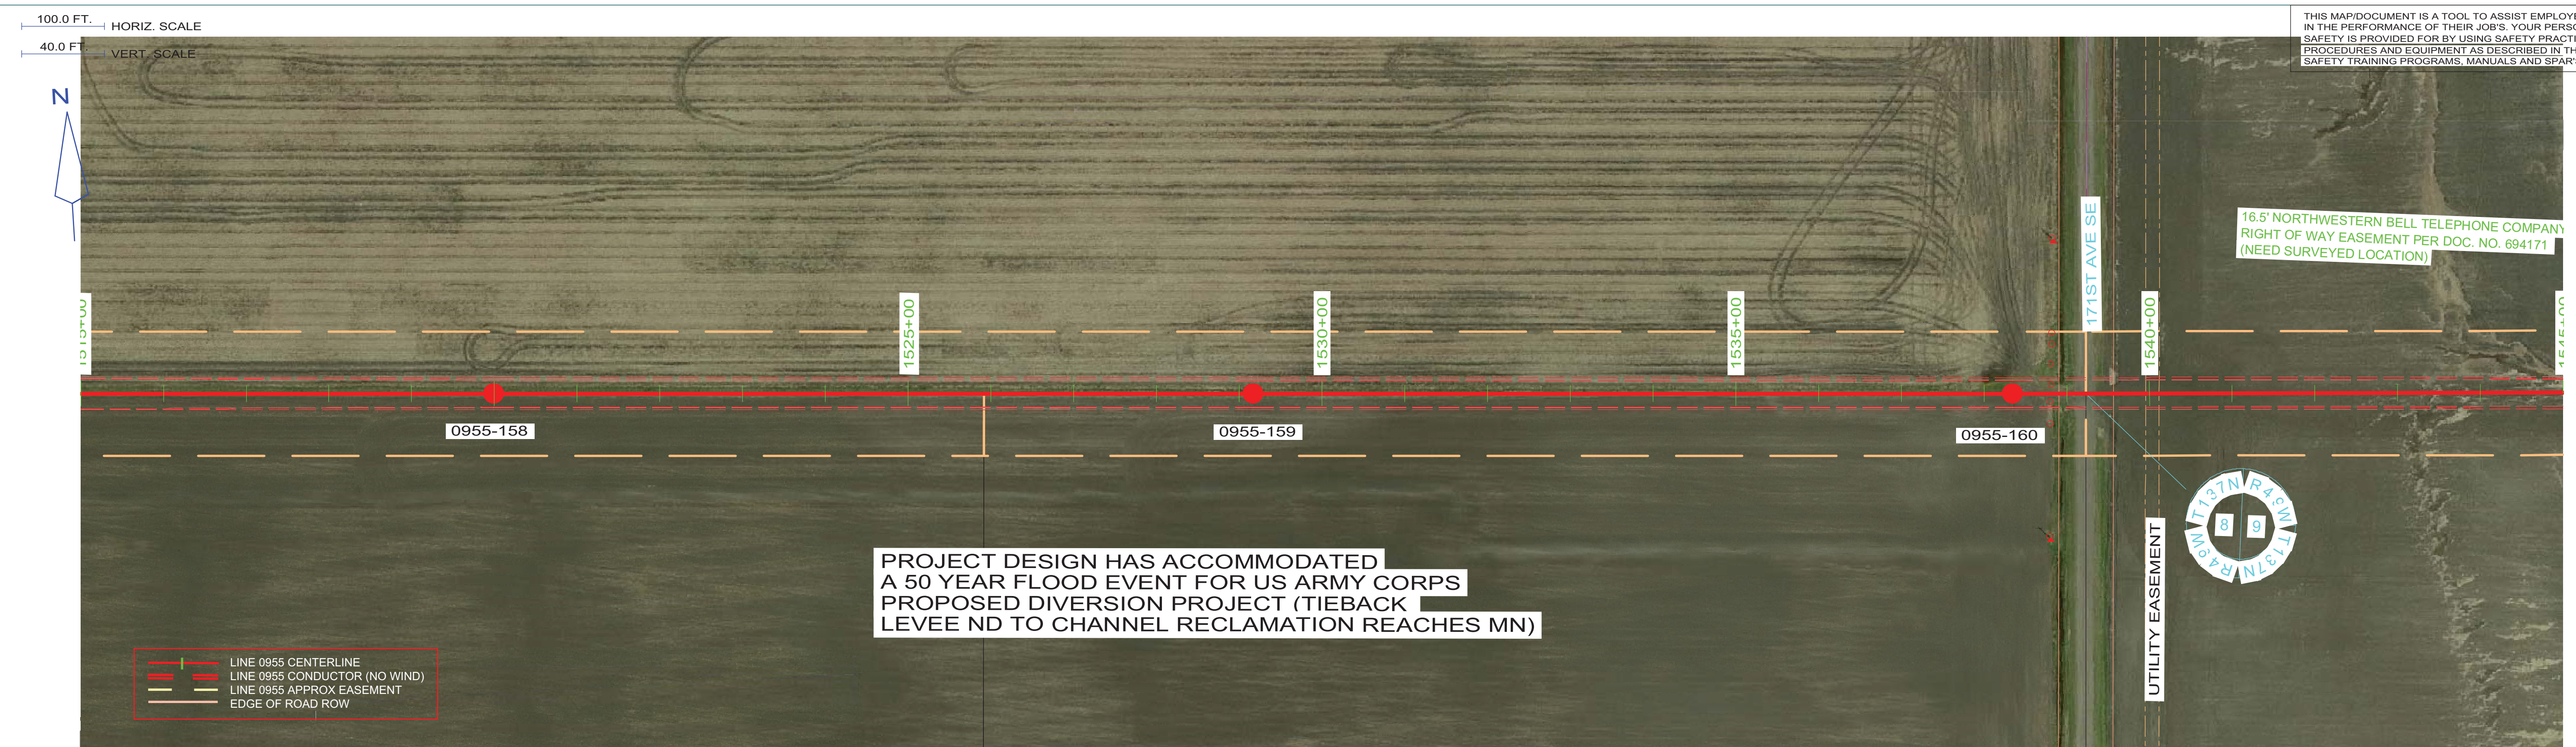 100.0 FT.
HORIZ. SCALE
40.0 FT.
VERT. SCALE
N
THIS MAP/DOCUMENT IS A TOOL TO ASSIST
IN THE PERFORMANCE OF THEIR JOB'S. YOUR
SAFETY IS PROVIDED FOR BY USING SAFETY
PROCEDURES AND EQUIPMENT AS DESCRIBED IN
SAFETY TRAINING PROGRAMS, MANUALS AND
16.5' NORTHWESTERN BELL TELEPHONE COMPANY
RIGHT OF WAY EASEMENT PER DOC. NO. 694171
(NEED SURVEYED LOCATION)
171ST AVE SE
1515+00
1525+00
1530+00
1535+00
1540+00
0955-158
0955-159
0955-160
T137N R49W
8 9
R49W T137N
UTILITY EASEMENT
PROJECT DESIGN HAS ACCOMMODATED
A 50 YEAR FLOOD EVENT FOR US ARMY CORPS
PROPOSED DIVERSION PROJECT (TIEBACK
LEVEE ND TO CHANNEL RECLAMATION REACHES MN)
LINE 0955 CENTERLINE
LINE 0955 CONDUCTOR (NO WIND)
LINE 0955 APPROX EASEMENT
EDGE OF ROAD ROW